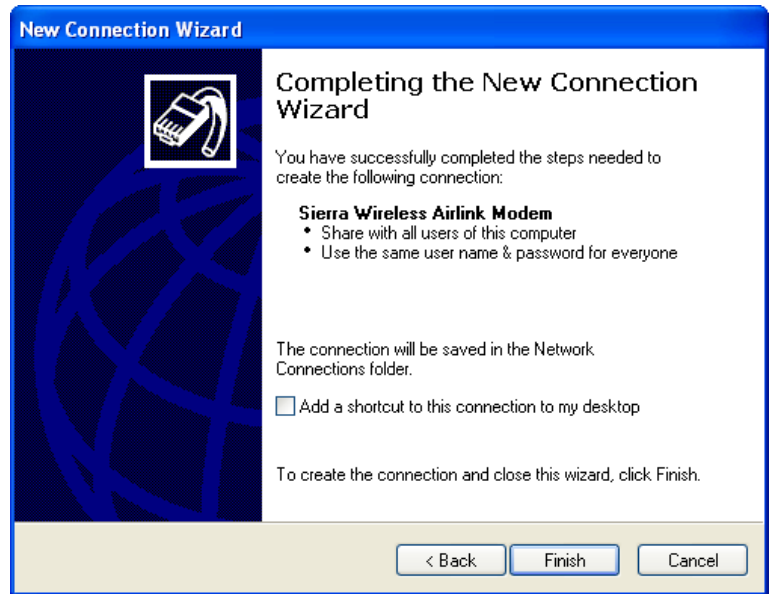 New Connection Wizard
Completing the New Connection
Wizard
You have successfully completed the steps needed to
create the following connection:
Sierra Wireless Airlink Modem
• Share with all users of this computer
• Use the same user name & password for everyone
The connection will be saved in the Network
Connections folder.
Add a shortcut to this connection to my desktop
To create the connection and close this wizard, click Finish.
< Back Finish Cancel